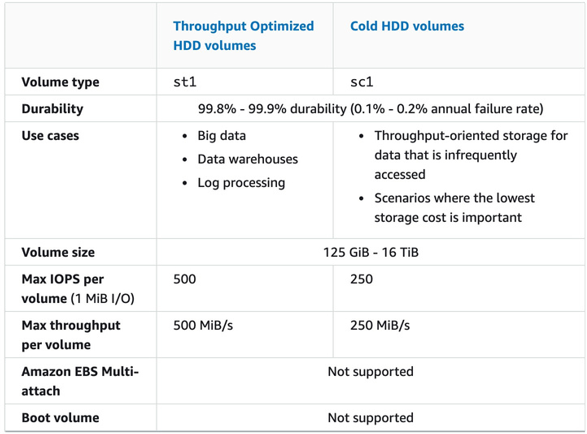 Throughput Optimized
HDD volumes
Cold HDD volumes
Volume type
st1
sc1
Durability
99.8% - 99.9% durability (0.1% - 0.2% annual failure rate)
Use cases
• Big data
• Data warehouses
• Log processing
• Throughput-oriented storage for
data that is infrequently
accessed
• Scenarios where the lowest
storage cost is important
Volume size
125 GiB - 16 TiB
Max IOPS per
volume (1 MiB I/O)
500
250
Max throughput
per volume
500 MiB/s
250 MiB/s
Amazon EBS Multi-
attach
Not supported
Boot volume
Not supported